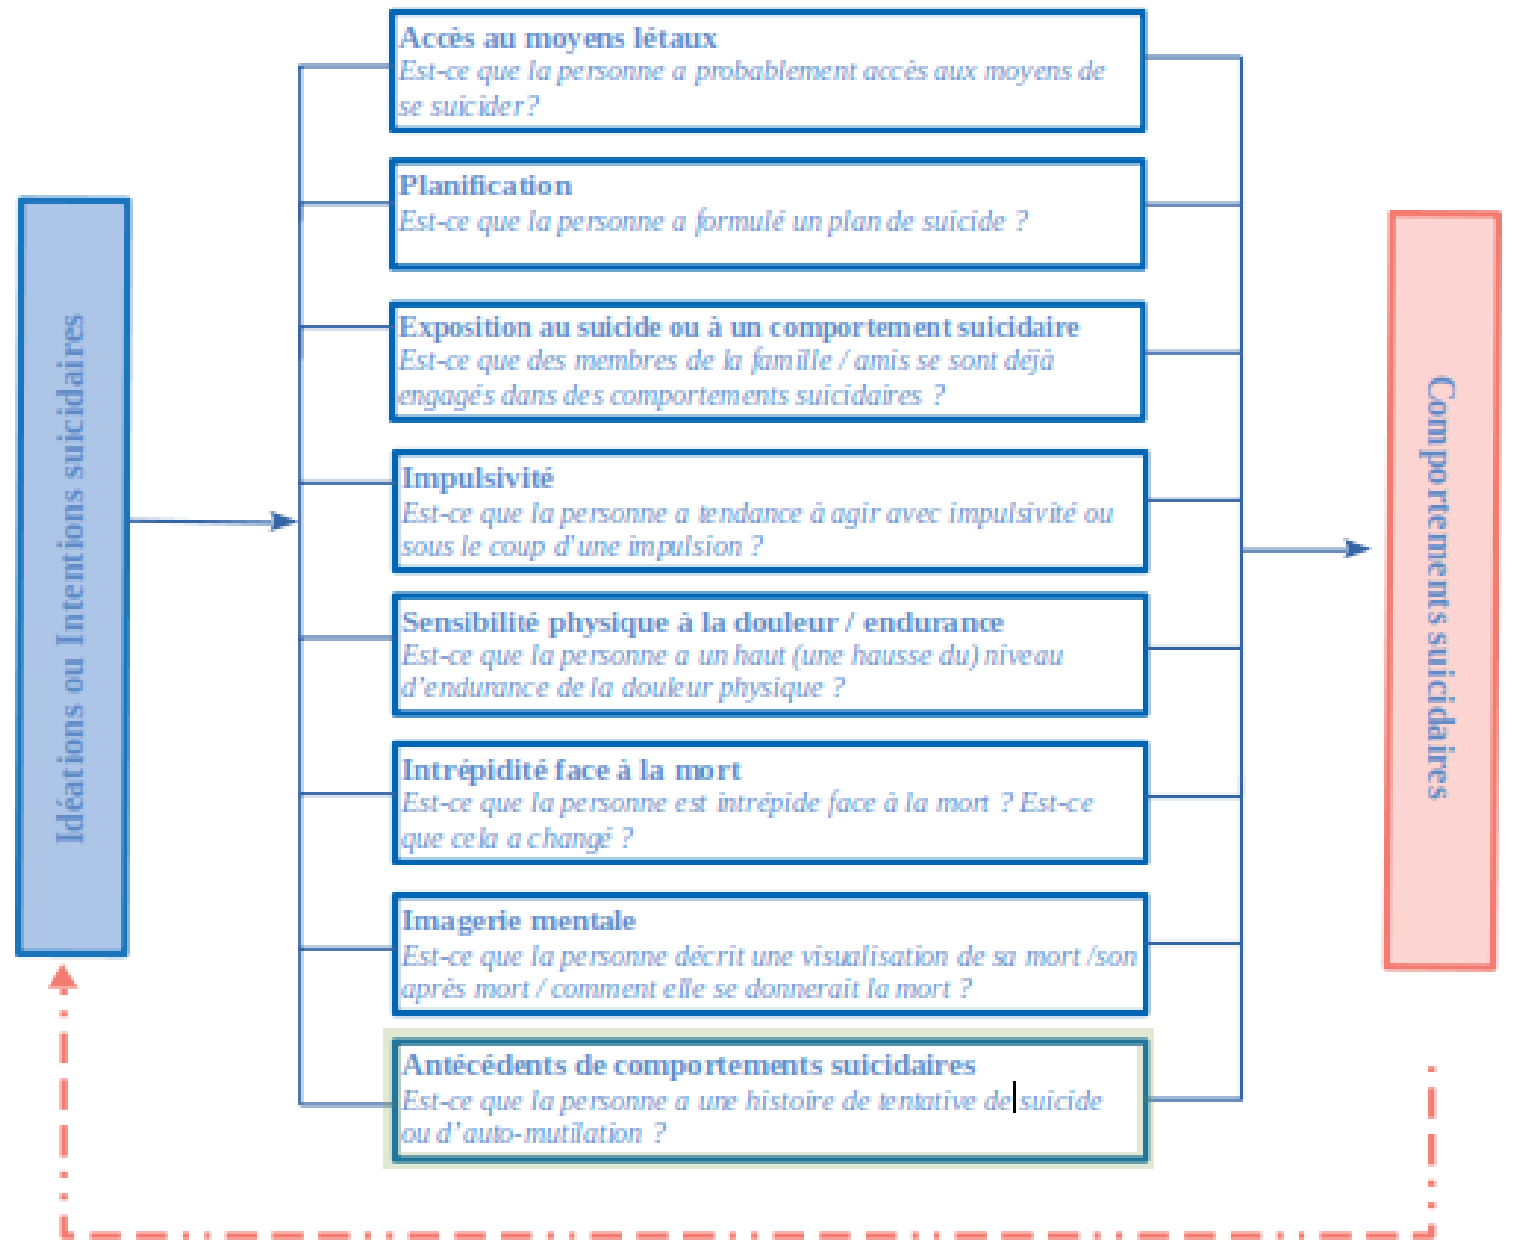 Idéations ou Intentions suicidaires
Accès au moyens létaux
Est-ce que la personne a probablement accès aux moyens de
se suicider?
Planification
Est-ce que la personne a formulé un plan de suicide ?
Exposition au suicide ou à un comportement suicidaire
Est-ce que des membres de la famille / amis se sont déjà
engagés dans des comportements suicidaires ?
Impulsivité
Est-ce que la personne a tendance à agir avec impulsivité ou
sous le coup d'une impulsion ?
Sensibilité physique à la douleur / endurance
Est-ce que la personne a un haut (une hausse du) niveau
d'endurance de la douleur physique ?
Intrépidité face à la mort
Est-ce que la personne est intrépide face à la mort ? Est-ce
que cela a changé ?
Imagerie mentale
Est-ce que la personne décrit une visualisation de sa mort /son
après mort / comment elle se donnerait la mort ?
Antécédents de comportements suicidaires
Est-ce que la personne a une histoire de tentative de suicide
ou d'auto-mutilation ?
Comportements suicidaires